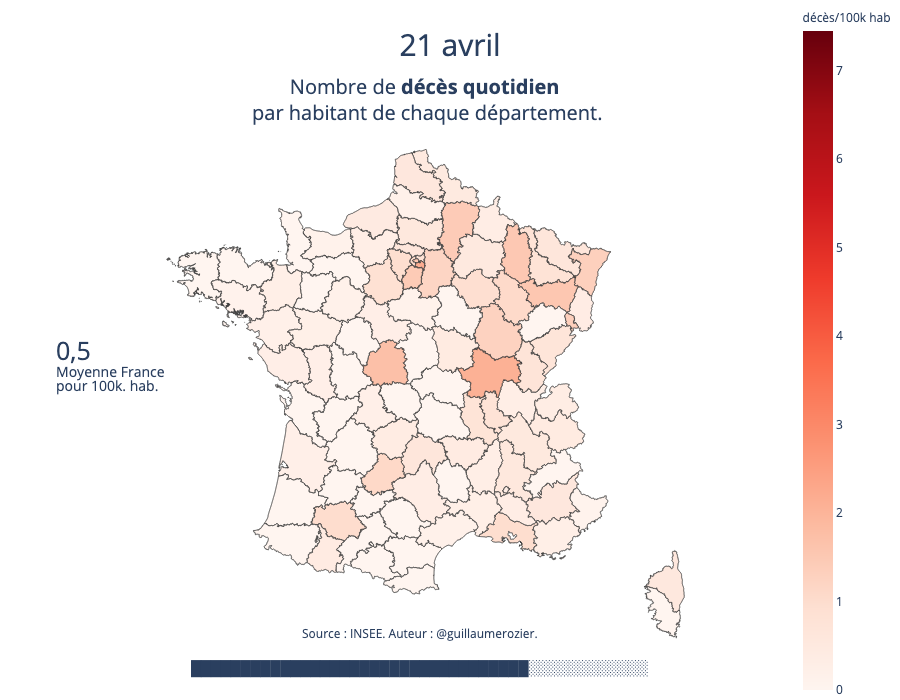 décès/100k hab
21 avril
Nombre de décès quotidien
par habitant de chaque département.
7
6
5
4
3
2
1
0
0,5
Moyenne France
pour 100k. hab.
Source : INSEE. Auteur : @guillaumerozier.